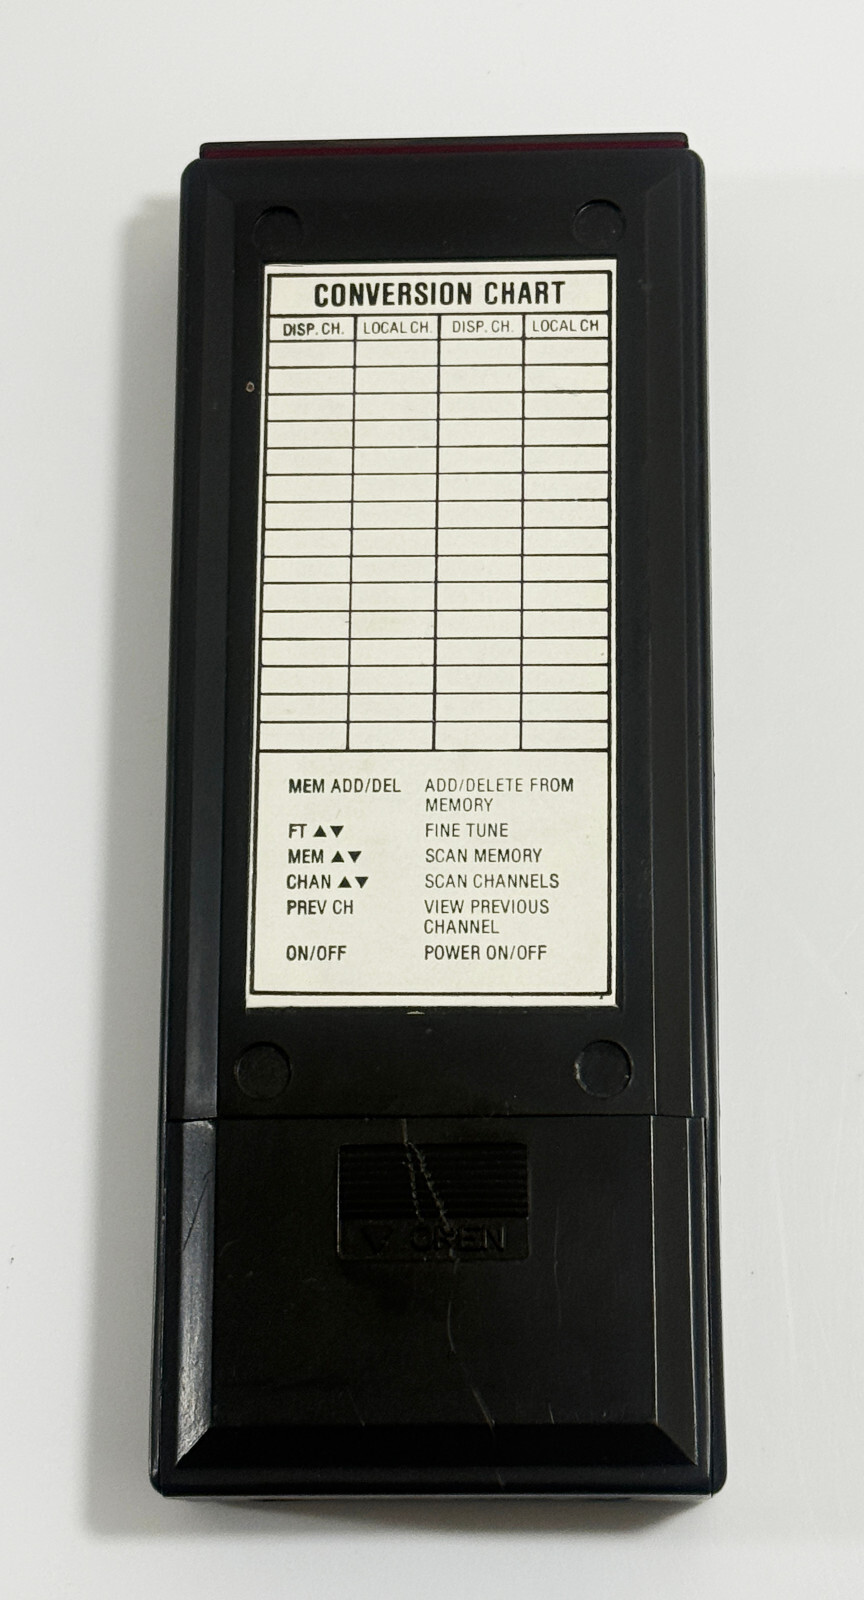 CONVERSION CHART
DISP. CH. LOCAL CH. DISP. CH. LOCAL CH
MEM ADD/DEL ADD/DELETE FROM
MEMORY
FT ▲▼ FINE TUNE
MEM ▲▼ SCAN MEMORY
CHAN ▲▼ SCAN CHANNELS
PREV CH VIEW PREVIOUS
CHANNEL
ON/OFF POWER ON/OFF
▽ OPEN